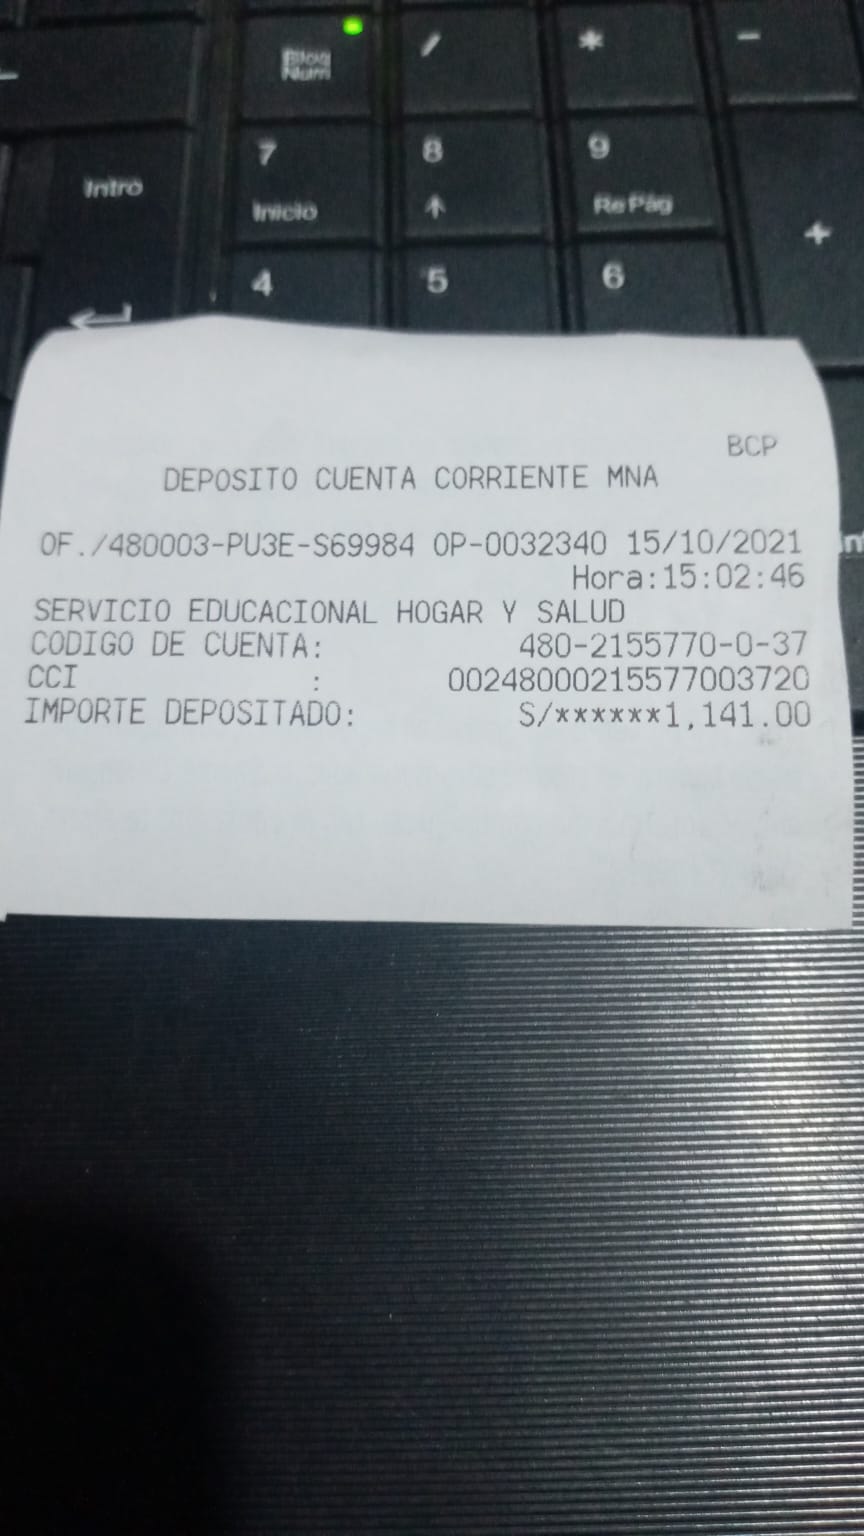 Bloq
Num
/
*
-
7
8
9
Intro
Inicio
Re Pág
+
4
5
6
BCP
DEPOSITO CUENTA CORRIENTE MNA
OF./480003-PU3E-S69984 OP-0032340 15/10/2021
Hora:15:02:46
SERVICIO EDUCACIONAL HOGAR Y SALUD
CODIGO DE CUENTA: 480-2155770-0-37
CCI : 00248000215577003720
IMPORTE DEPOSITADO: S/******1,141.00